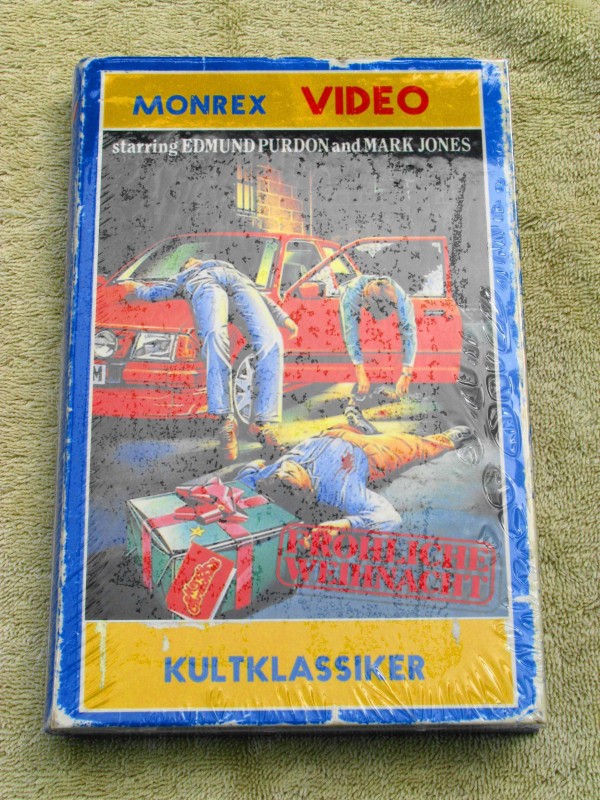 MONREX VIDEO
starring EDMUND PURDON and MARK JONES
M
FRÖHLICHE
WEIHNACHT
KULTKLASSIKER